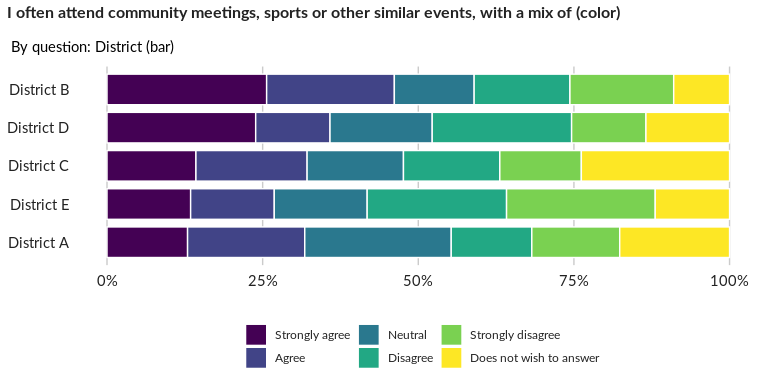 I often attend community meetings, sports or other similar events, with a mix of (color)
By question: District (bar)
District B
District D
District C
District E
District A
0% 25% 50% 75% 100%
Strongly agree Neutral Strongly disagree
Agree Disagree Does not wish to answer